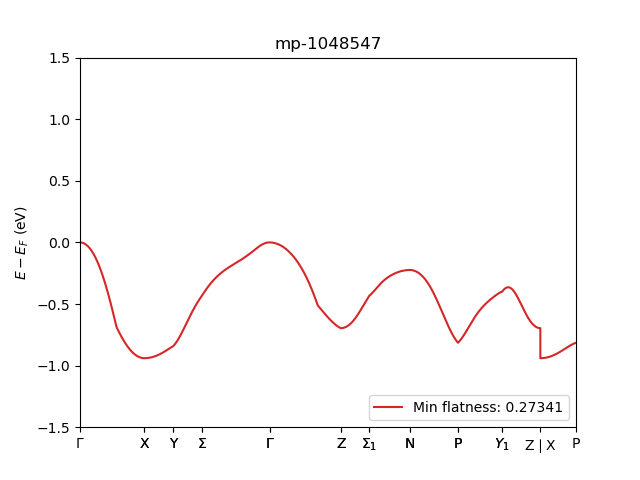 mp-1048547
E − E_F (eV)
1.5
1.0
0.5
0.0
−0.5
−1.0
−1.5
Min flatness: 0.27341
Γ X Y Σ Γ Z Σ₁ N P Y₁ Z | X P